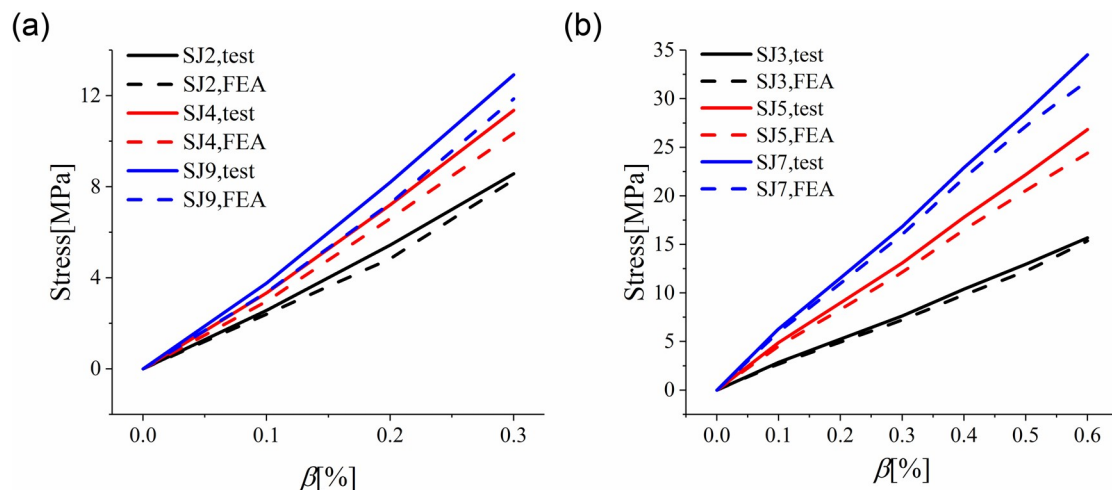 (a)
SJ2,test
SJ2,FEA
SJ4,test
SJ4,FEA
SJ9,test
SJ9,FEA
12
8
4
0
Stress[MPa]
0.0 0.1 0.2 0.3
β[%]
(b)
SJ3,test
SJ3,FEA
SJ5,test
SJ5,FEA
SJ7,test
SJ7,FEA
35
30
25
20
15
10
5
0
Stress[MPa]
0.0 0.1 0.2 0.3 0.4 0.5 0.6
β[%]